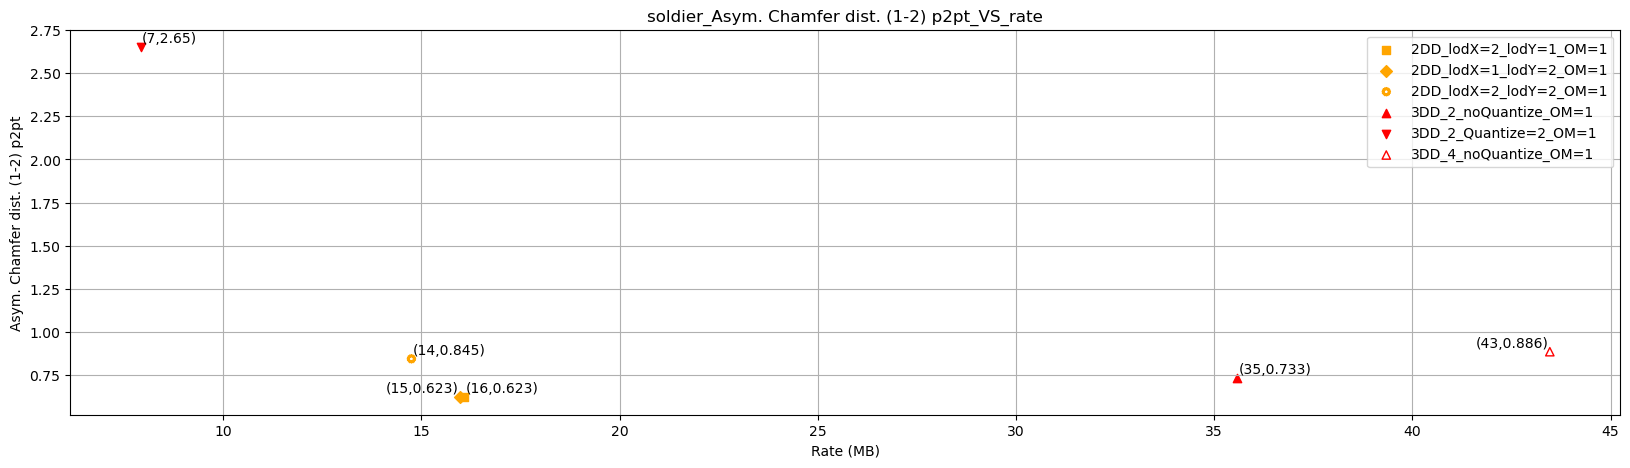 soldier_Asym. Chamfer dist. (1-2) p2pt_VS_rate
Asym. Chamfer dist. (1-2) p2pt
2.75
2.50
2.25
2.00
1.75
1.50
1.25
1.00
0.75
(7,2.65)
(14,0.845)
(15,0.623)
(16,0.623)
(35,0.733)
(43,0.886)
2DD_lodX=2_lodY=1_OM=1
2DD_lodX=1_lodY=2_OM=1
2DD_lodX=2_lodY=2_OM=1
3DD_2_noQuantize_OM=1
3DD_2_Quantize=2_OM=1
3DD_4_noQuantize_OM=1
10 15 20 25 30 35 40 45
Rate (MB)